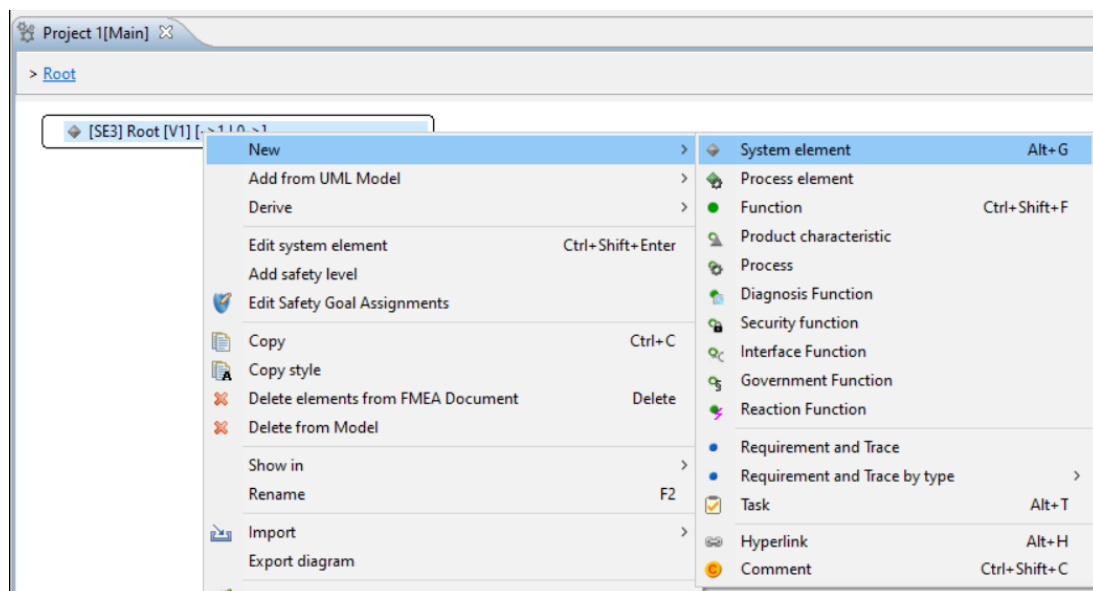 Project 1[Main]
> Root
[SE3] Root [V1] [->1 | 0->]
New
Add from UML Model
Derive
Edit system element Ctrl+Shift+Enter
Add safety level
Edit Safety Goal Assignments
Copy Ctrl+C
Copy style
Delete elements from FMEA Document Delete
Delete from Model
Show in
Rename F2
Import
Export diagram
System element Alt+G
Process element
Function Ctrl+Shift+F
Product characteristic
Process
Diagnosis Function
Security function
Interface Function
Government Function
Reaction Function
Requirement and Trace
Requirement and Trace by type
Task Alt+T
Hyperlink Alt+H
Comment Ctrl+Shift+C